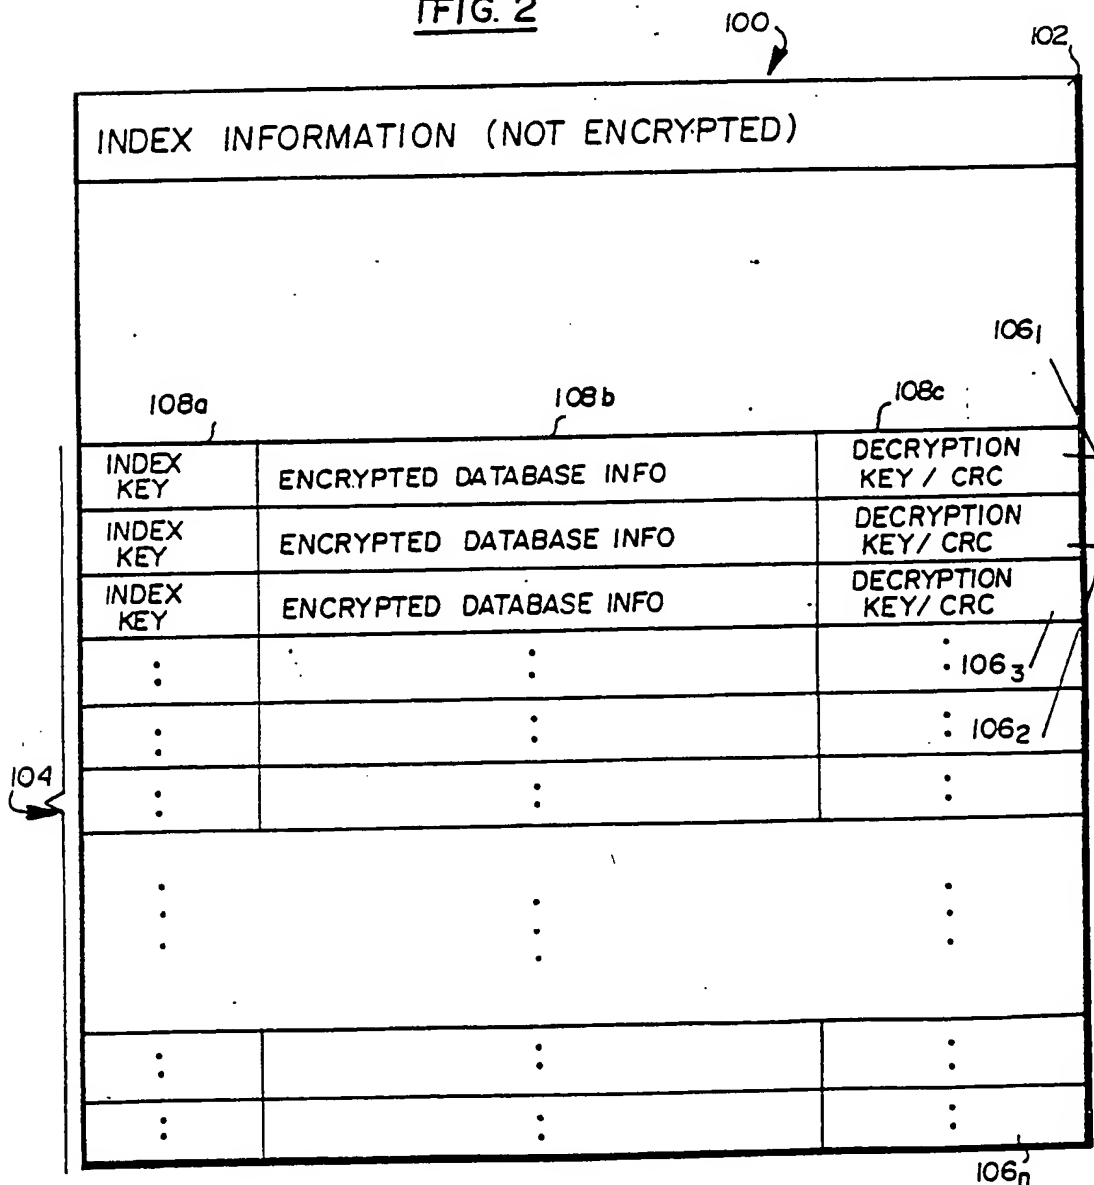 FIG. 2
100
102
INDEX INFORMATION (NOT ENCRYPTED)
106₁
108a
108b
108c
INDEX KEY
ENCRYPTED DATABASE INFO
DECRYPTION KEY / CRC
INDEX KEY
ENCRYPTED DATABASE INFO
DECRYPTION KEY / CRC
INDEX KEY
ENCRYPTED DATABASE INFO
DECRYPTION KEY / CRC
106₃
106₂
104
106ₙ